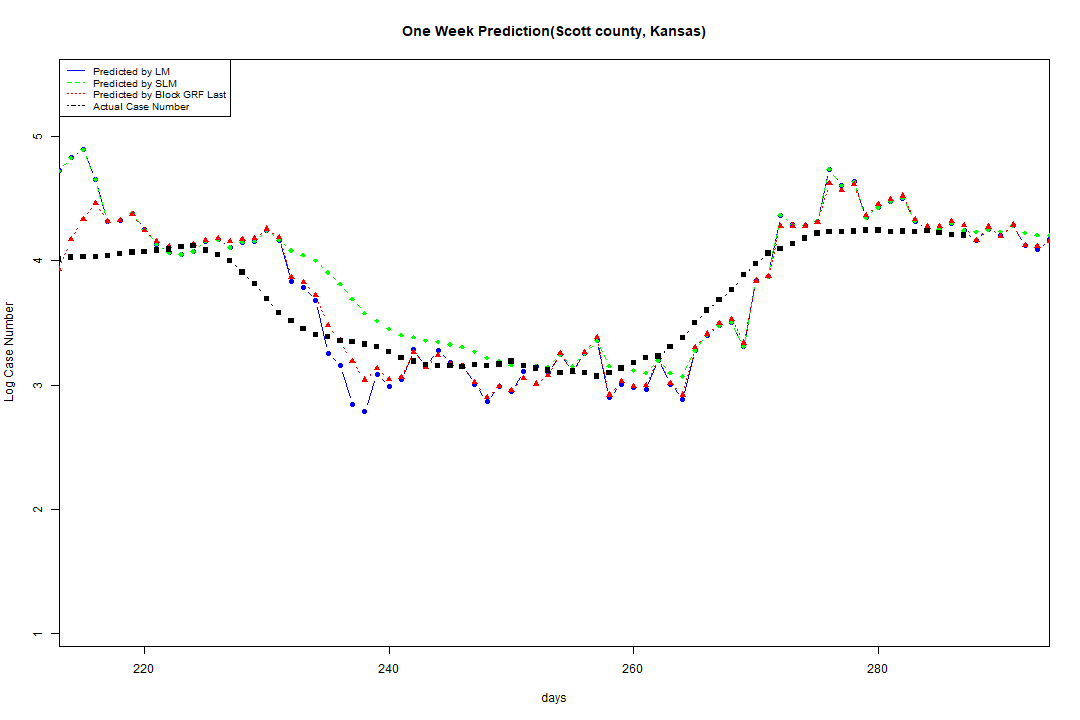 One Week Prediction(Scott county, Kansas)
Predicted by LM
Predicted by SLM
Predicted by Block GRF Last
Actual Case Number
5
4
3
2
1
Log Case Number
220
240
260
280
days